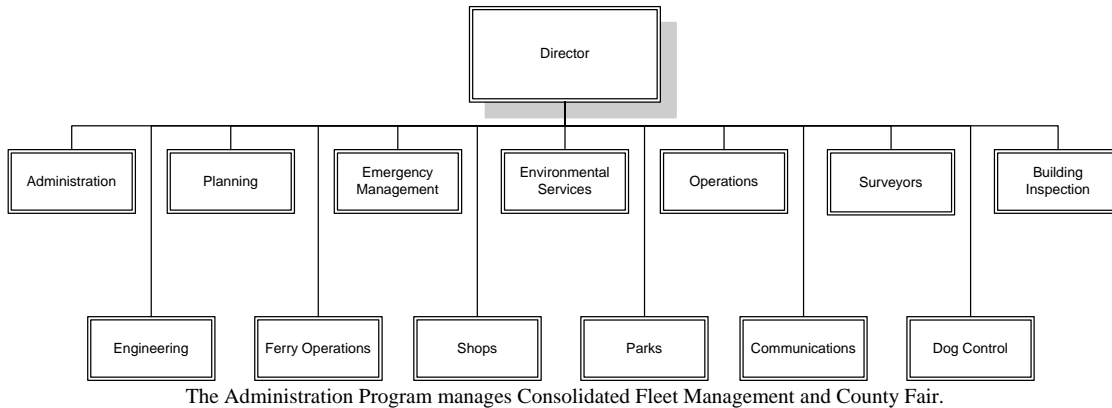 Director
Administration
Planning
Emergency
Management
Environmental
Services
Operations
Surveyors
Building
Inspection
Engineering
Ferry Operations
Shops
Parks
Communications
Dog Control
The Administration Program manages Consolidated Fleet Management and County Fair.